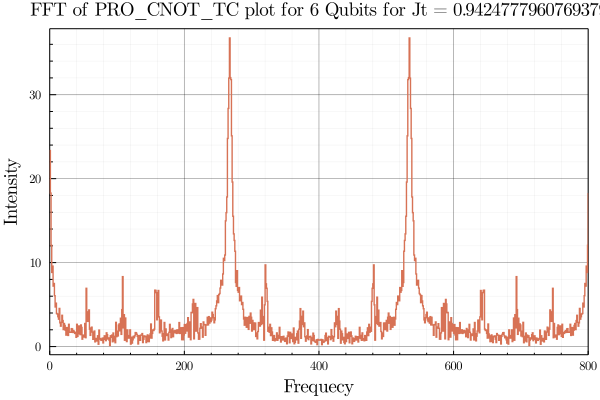 FFT of PRO_CNOT_TC plot for 6 Qubits for Jt = 0.942477796076937
Intensity
30
20
10
0
0 200 400 600 800
Frequecy